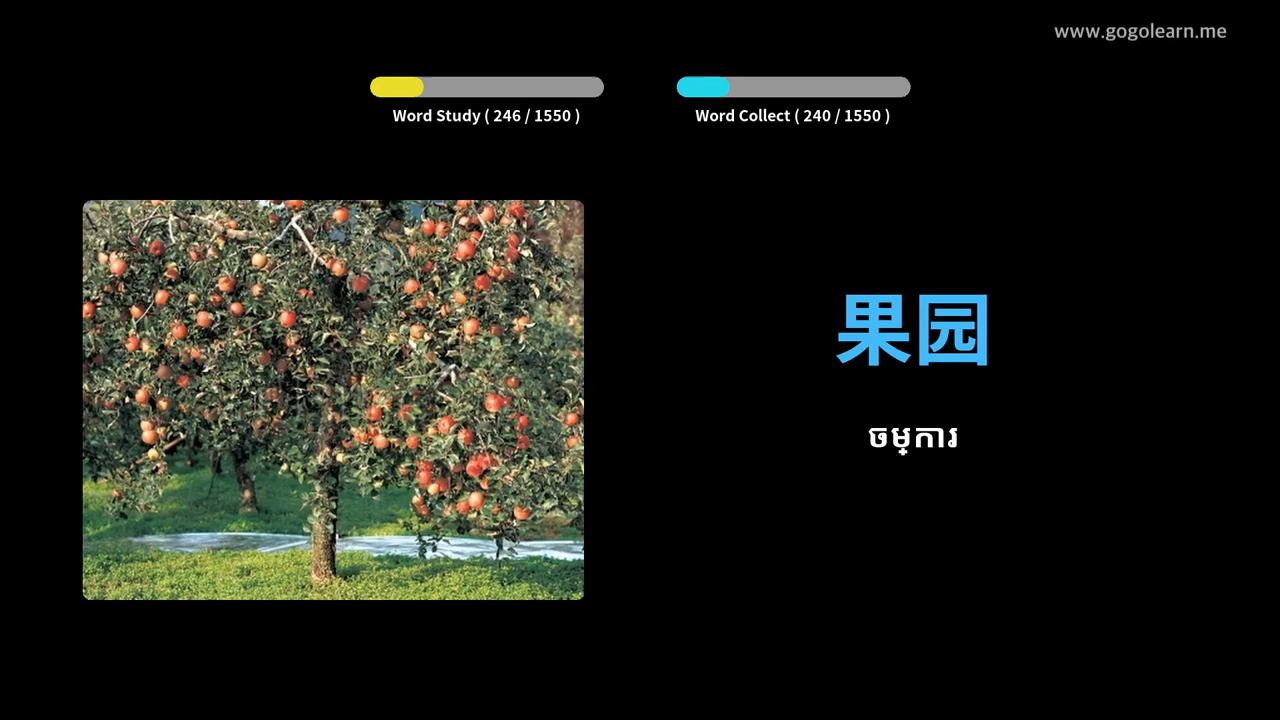 www.gogolearn.me
Word Study ( 246 / 1550 )
Word Collect ( 240 / 1550 )
果园
ចម្ការ